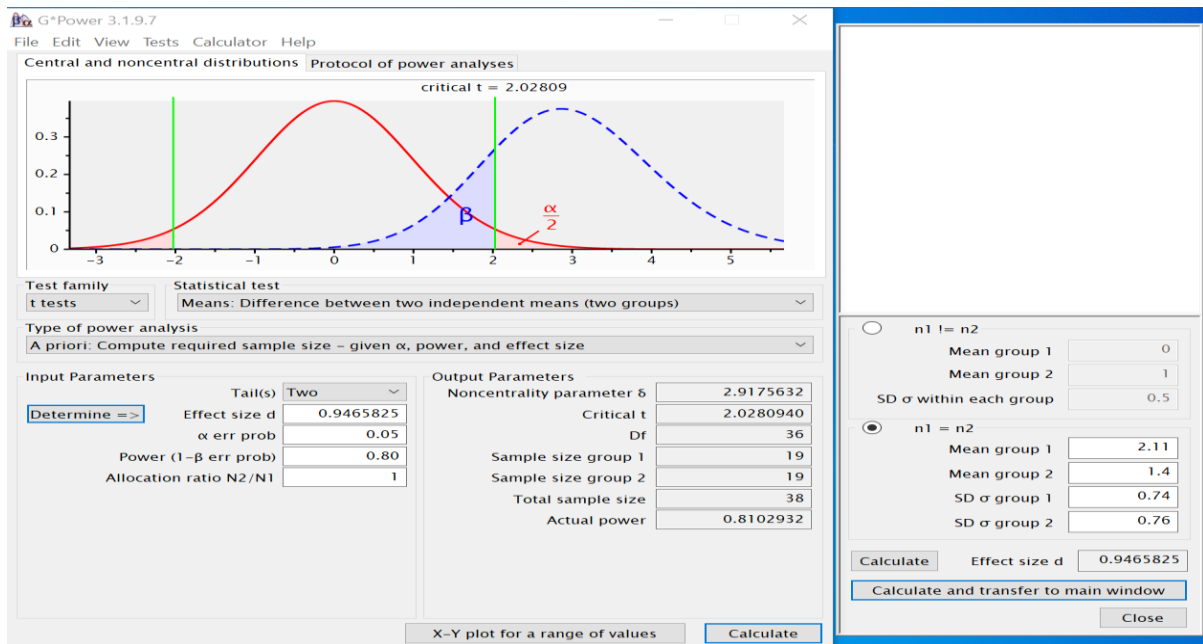 G*Power 3.1.9.7
File Edit View Tests Calculator Help
Central and noncentral distributions Protocol of power analyses
critical t = 2.02809
0.3
0.2
0.1
0
β
α
2
-3 -2 -1 0 1 2 3 4 5
Test family Statistical test
t tests Means: Difference between two independent means (two groups)
Type of power analysis
A priori: Compute required sample size – given α, power, and effect size
Input Parameters
Tail(s) Two
Determine => Effect size d 0.9465825
α err prob 0.05
Power (1-β err prob) 0.80
Allocation ratio N2/N1 1
Output Parameters
Noncentrality parameter δ 2.9175632
Critical t 2.0280940
Df 36
Sample size group 1 19
Sample size group 2 19
Total sample size 38
Actual power 0.8102932
X-Y plot for a range of values Calculate
n1 != n2
Mean group 1 0
Mean group 2 1
SD σ within each group 0.5
n1 = n2
Mean group 1 2.11
Mean group 2 1.4
SD σ group 1 0.74
SD σ group 2 0.76
Calculate Effect size d 0.9465825
Calculate and transfer to main window
Close